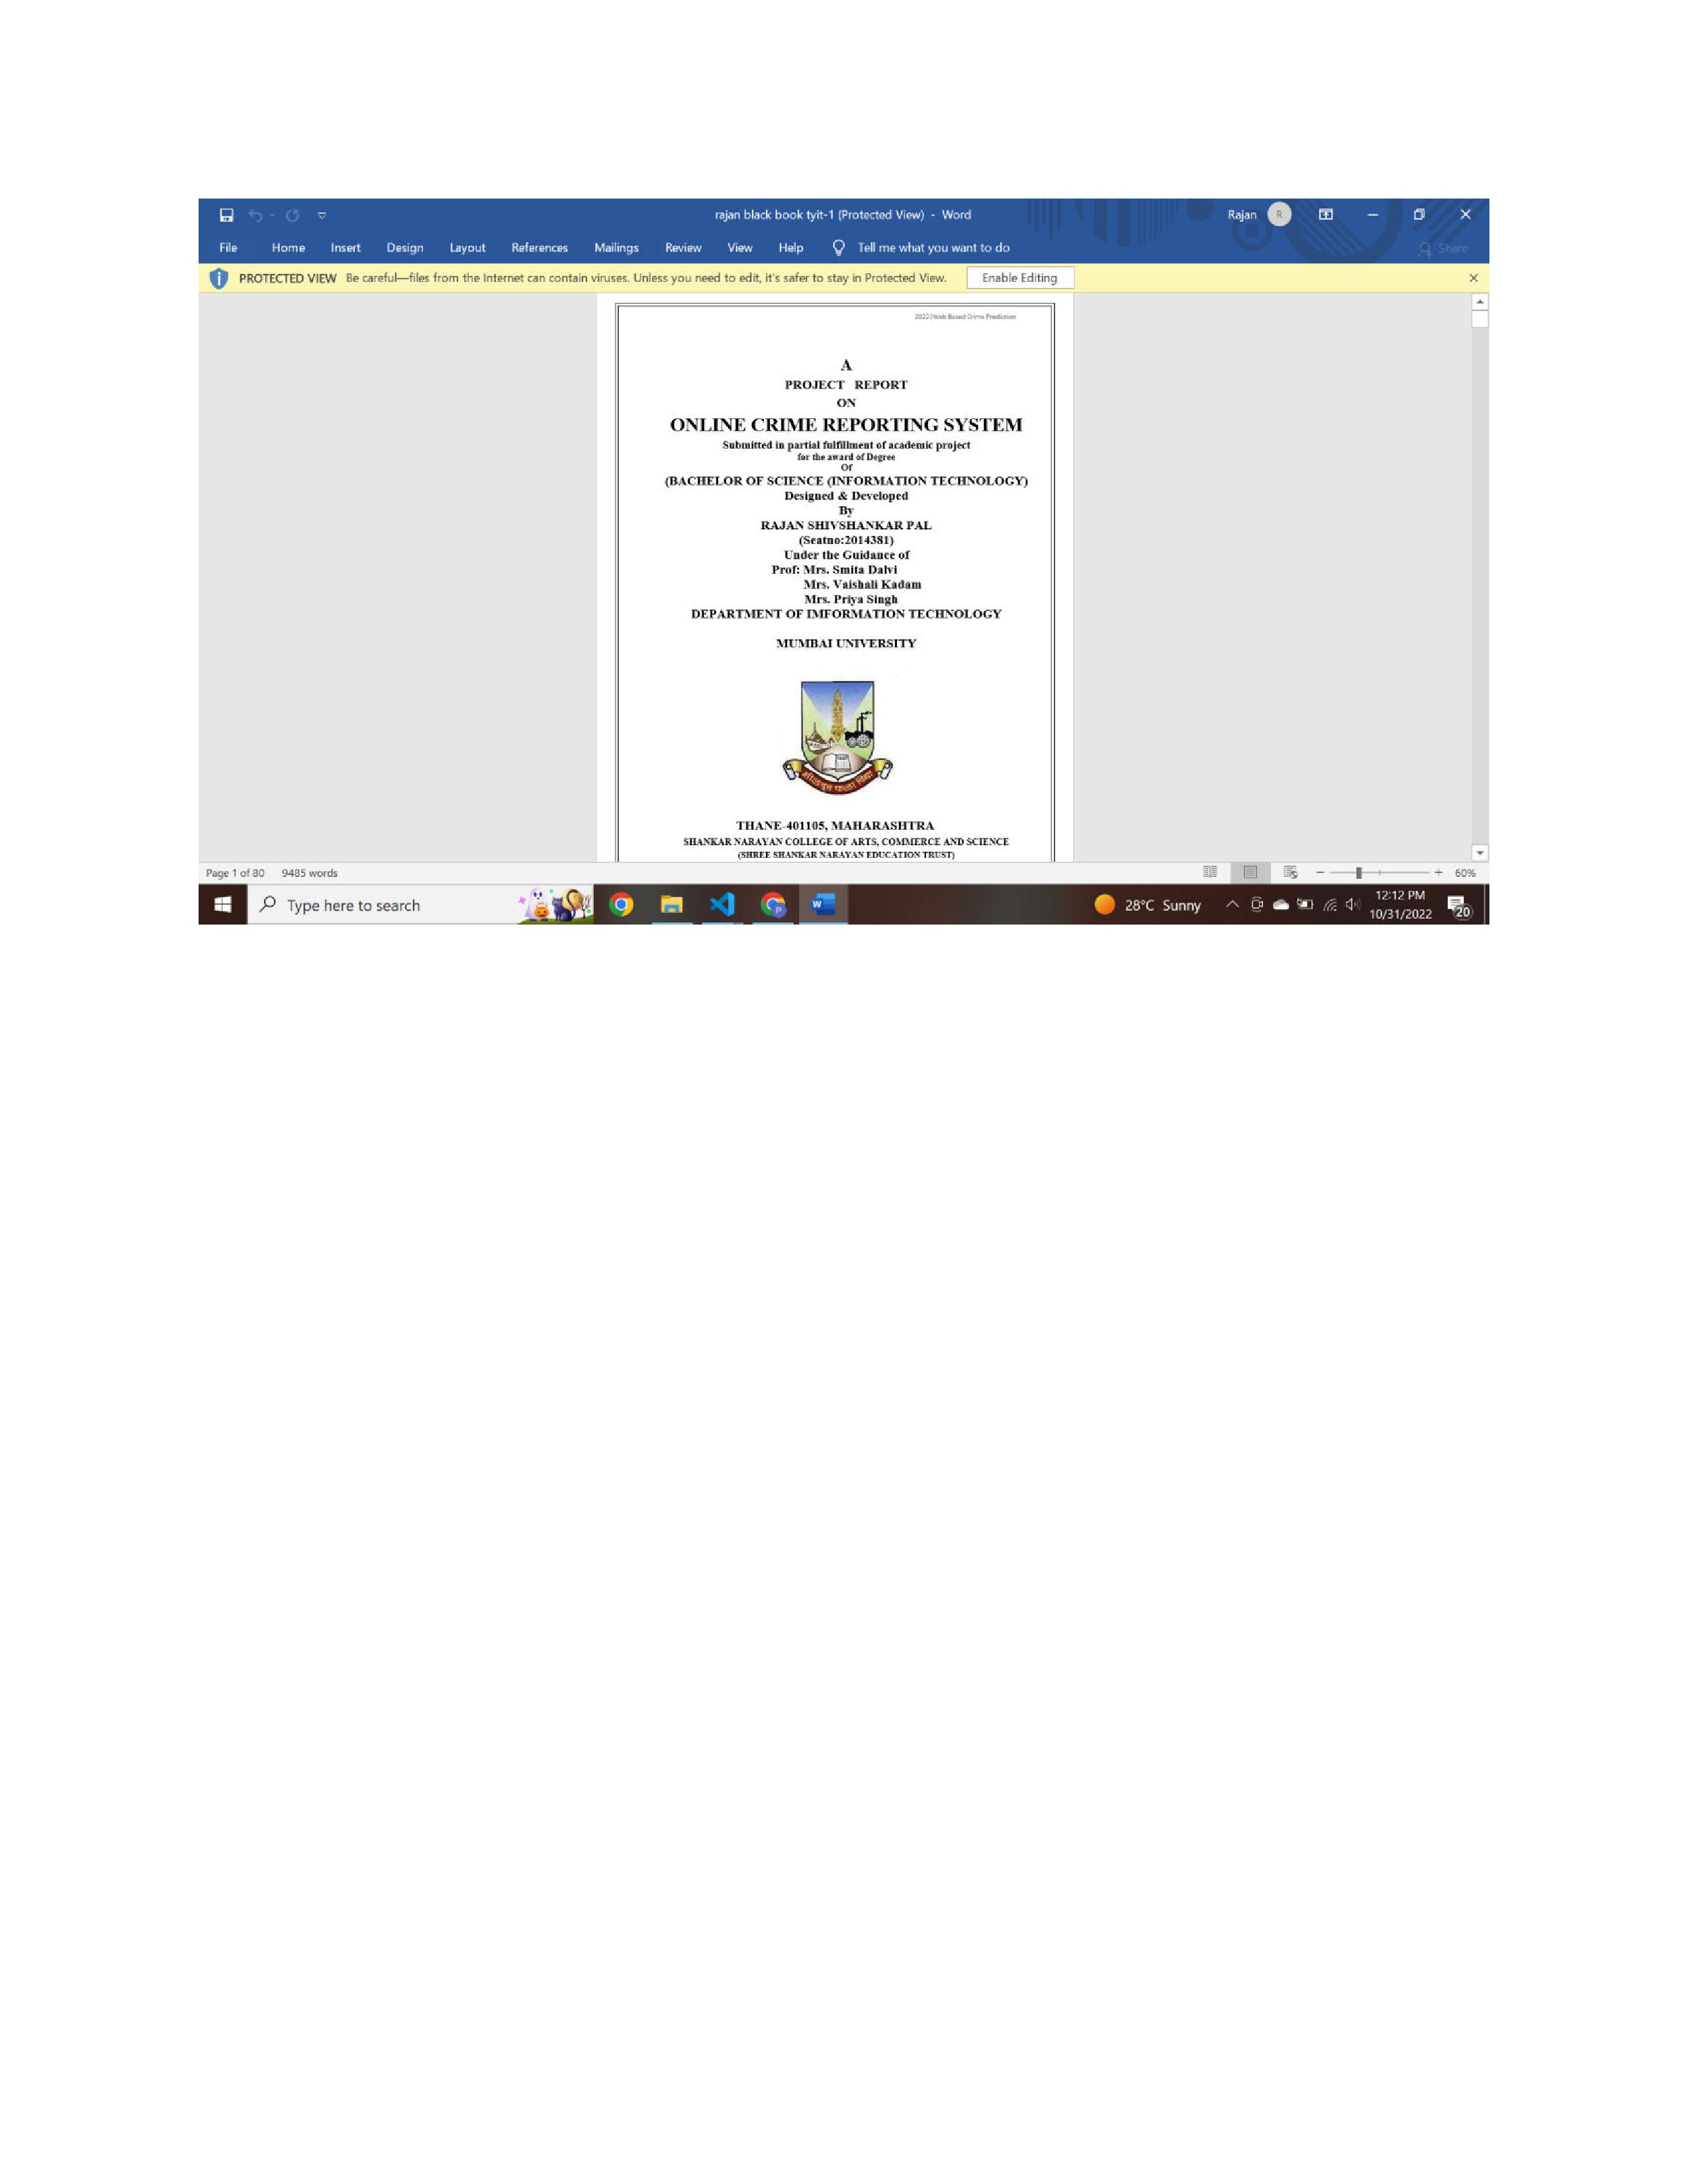 rajan black book tyit-1 (Protected View) - Word
Rajan R
File Home Insert Design Layout References Mailings Review View Help Tell me what you want to do Share
PROTECTED VIEW Be careful—files from the Internet can contain viruses. Unless you need to edit, it's safer to stay in Protected View. Enable Editing
2022|Web Based Crime Prediction
A
PROJECT REPORT
ON
ONLINE CRIME REPORTING SYSTEM
Submitted in partial fulfillment of academic project
for the award of Degree
Of
(BACHELOR OF SCIENCE (INFORMATION TECHNOLOGY)
Designed & Developed
By
RAJAN SHIVSHANKAR PAL
(Seatno:2014381)
Under the Guidance of
Prof: Mrs. Smita Dalvi
Mrs. Vaishali Kadam
Mrs. Priya Singh
DEPARTMENT OF IMFORMATION TECHNOLOGY
MUMBAI UNIVERSITY
THANE-401105, MAHARASHTRA
SHANKAR NARAYAN COLLEGE OF ARTS, COMMERCE AND SCIENCE
(SHREE SHANKAR NARAYAN EDUCATION TRUST)
Page 1 of 80 9485 words
60%
Type here to search
28°C Sunny
12:12 PM
10/31/2022
20